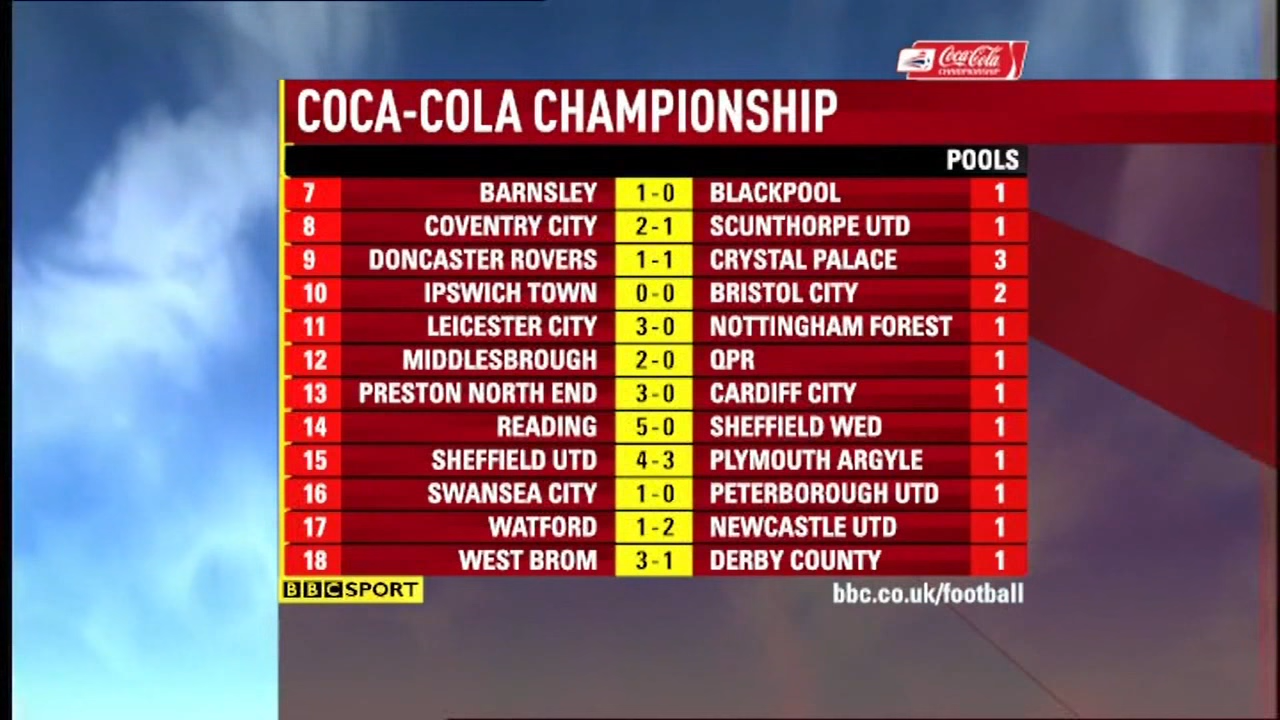 Coca-Cola
CHAMPIONSHIP
COCA-COLA CHAMPIONSHIP
POOLS
7 BARNSLEY 1-0 BLACKPOOL 1
8 COVENTRY CITY 2-1 SCUNTHORPE UTD 1
9 DONCASTER ROVERS 1-1 CRYSTAL PALACE 3
10 IPSWICH TOWN 0-0 BRISTOL CITY 2
11 LEICESTER CITY 3-0 NOTTINGHAM FOREST 1
12 MIDDLESBROUGH 2-0 QPR 1
13 PRESTON NORTH END 3-0 CARDIFF CITY 1
14 READING 5-0 SHEFFIELD WED 1
15 SHEFFIELD UTD 4-3 PLYMOUTH ARGYLE 1
16 SWANSEA CITY 1-0 PETERBOROUGH UTD 1
17 WATFORD 1-2 NEWCASTLE UTD 1
18 WEST BROM 3-1 DERBY COUNTY 1
BBC SPORT bbc.co.uk/football